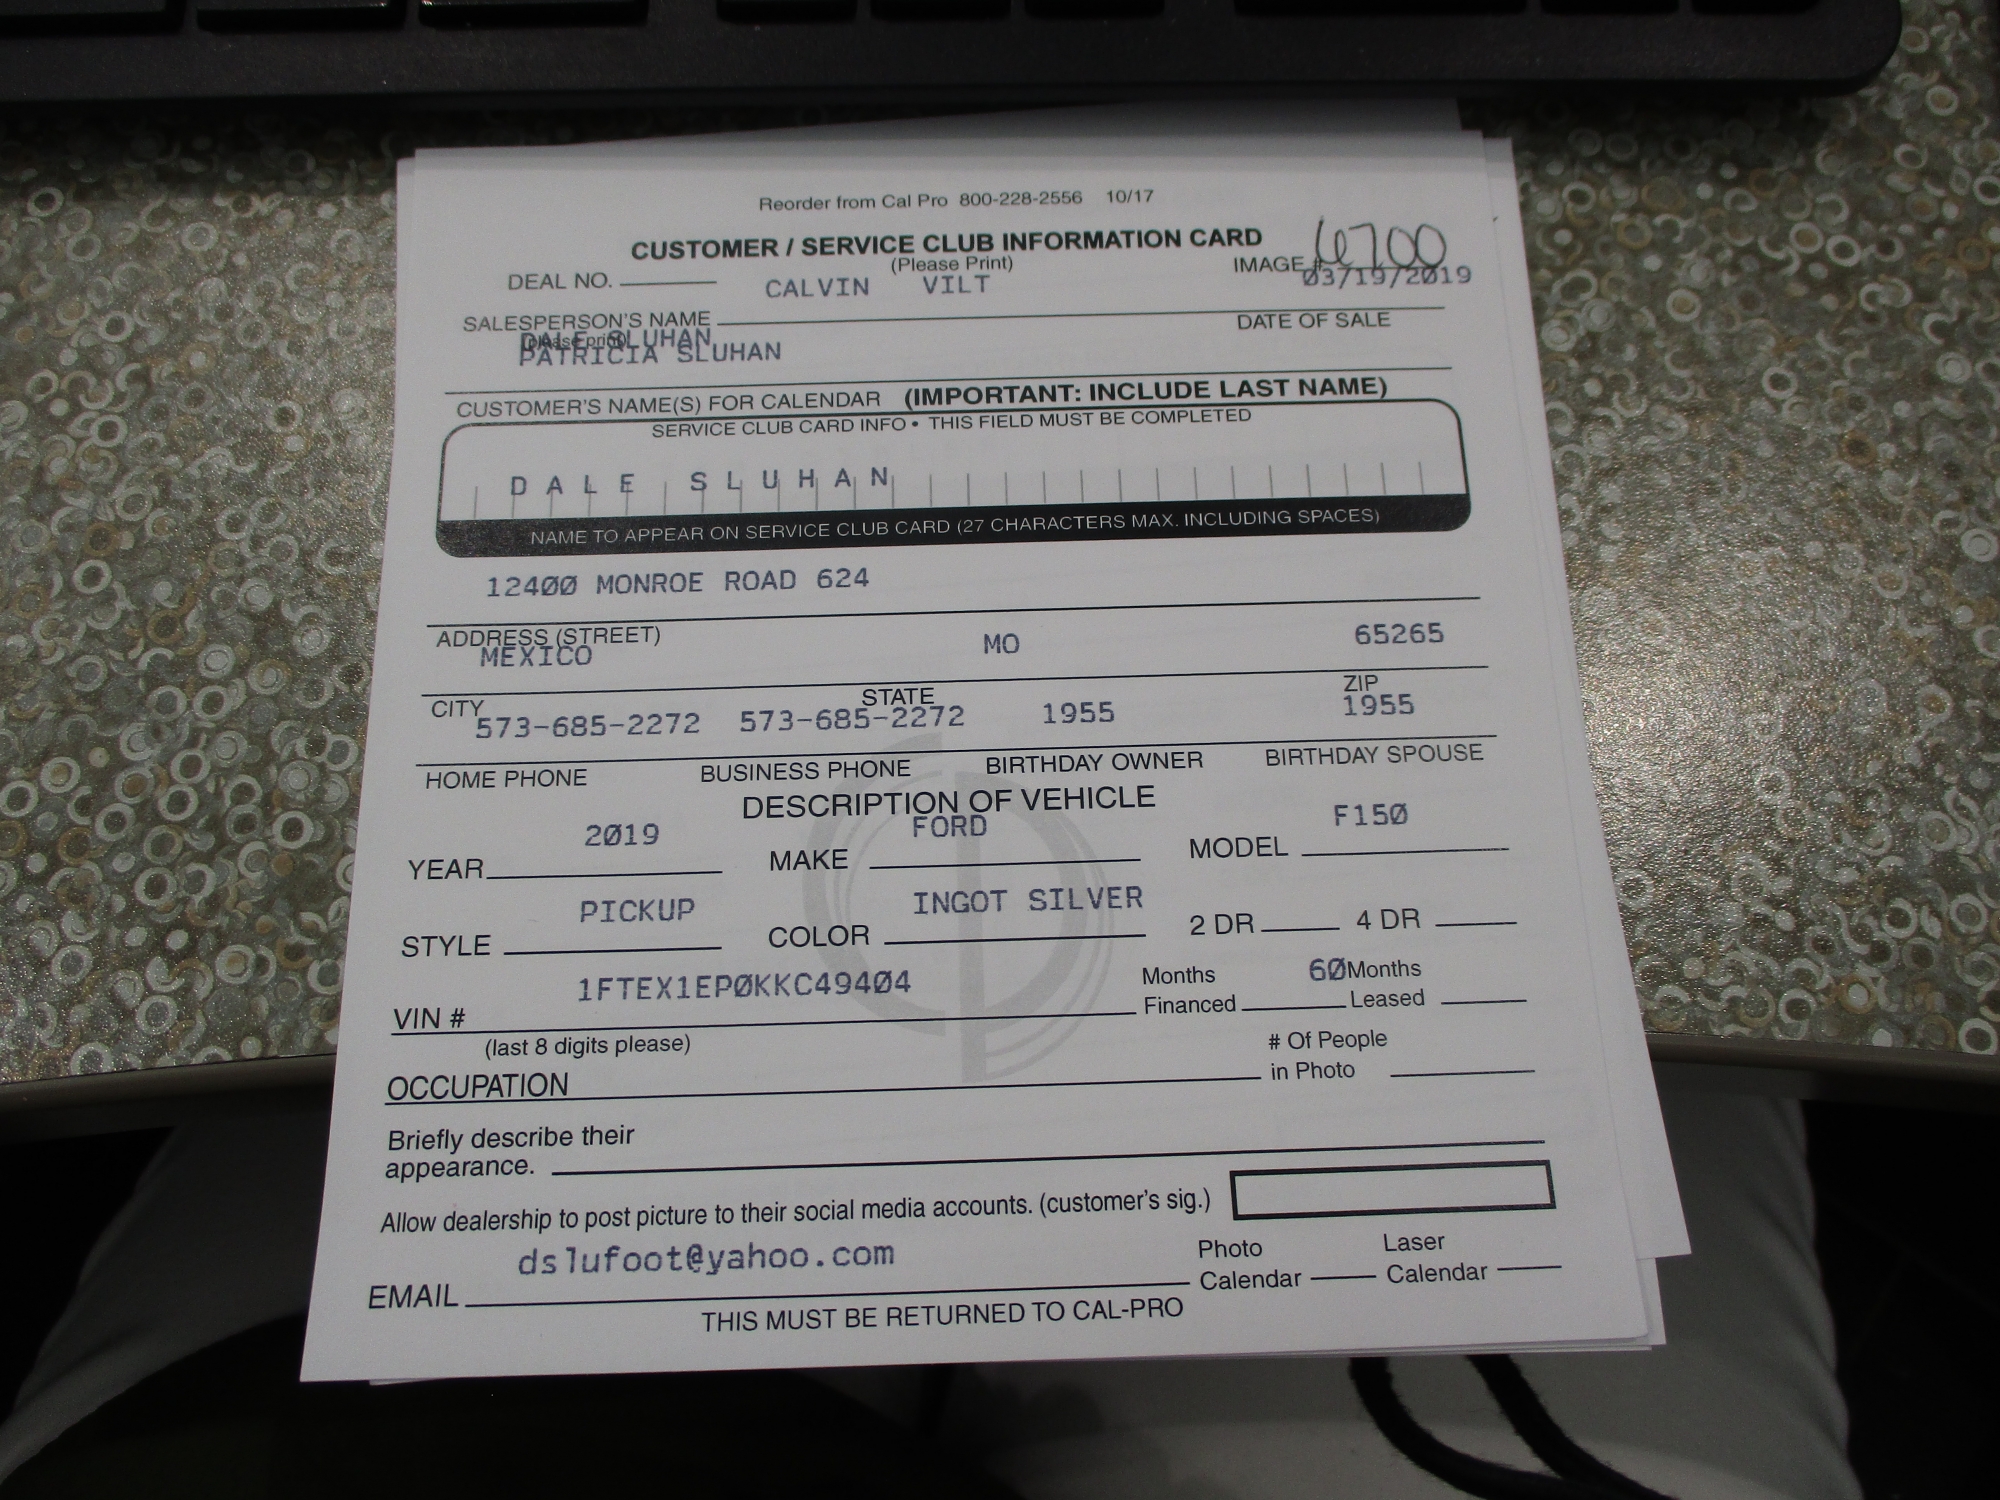 Reorder from Cal Pro 800-228-2556 10/17
CUSTOMER / SERVICE CLUB INFORMATION CARD
(Please Print)
IMAGE # 6700
DEAL NO.
CALVIN VILT
03/19/2019
SALESPERSON'S NAME
DATE OF SALE
(please print)
DALE SLUHAN
PATRICIA SLUHAN
CUSTOMER'S NAME(S) FOR CALENDAR (IMPORTANT: INCLUDE LAST NAME)
SERVICE CLUB CARD INFO • THIS FIELD MUST BE COMPLETED
DALE SLUHAN
NAME TO APPEAR ON SERVICE CLUB CARD (27 CHARACTERS MAX. INCLUDING SPACES)
12400 MONROE ROAD 624
ADDRESS (STREET)
MEXICO MO 65265
CITY STATE ZIP
573-685-2272 573-685-2272 1955 1955
HOME PHONE BUSINESS PHONE BIRTHDAY OWNER BIRTHDAY SPOUSE
DESCRIPTION OF VEHICLE
YEAR 2019 MAKE FORD MODEL F150
STYLE PICKUP COLOR INGOT SILVER 2 DR 4 DR
VIN # 1FTEX1EP0KKC49404 Months Financed 60 Months Leased
(last 8 digits please)
OCCUPATION # Of People in Photo
Briefly describe their
appearance.
Allow dealership to post picture to their social media accounts. (customer's sig.)
EMAIL dslufoot@yahoo.com Photo Calendar Laser Calendar
THIS MUST BE RETURNED TO CAL-PRO